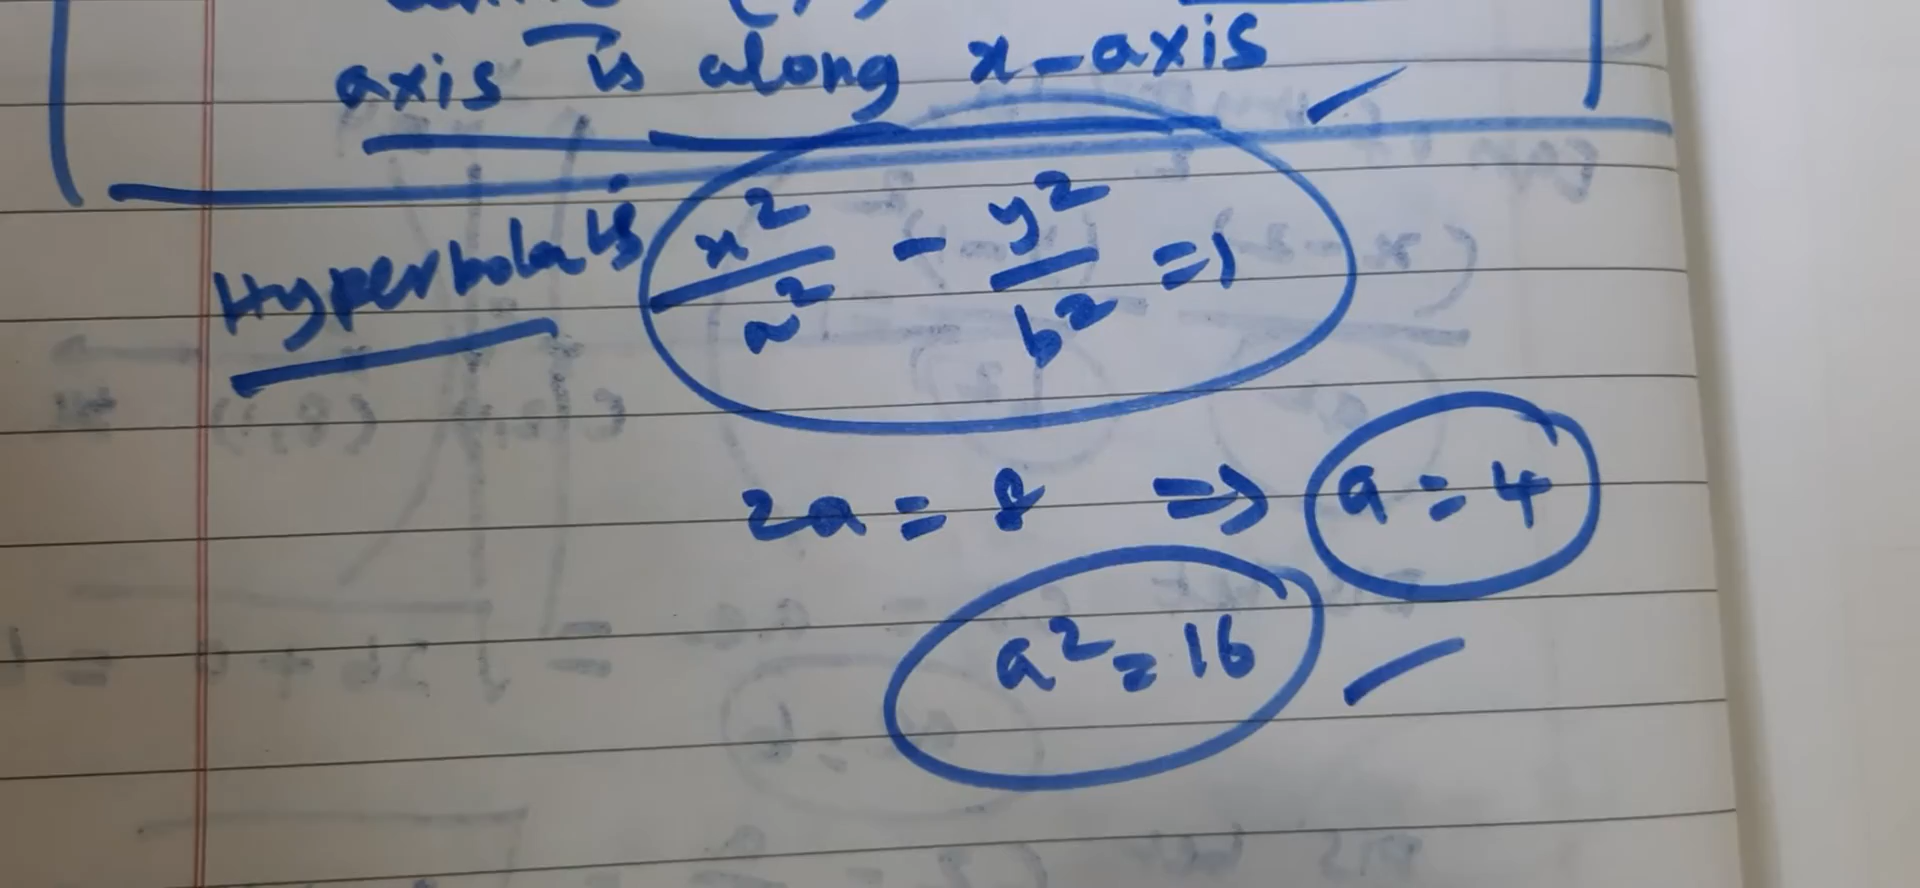 axis is along x-axis
Hyperbola is x²/a² - y²/b² = 1
2a = 8 ⇒ a = 4
a² = 16